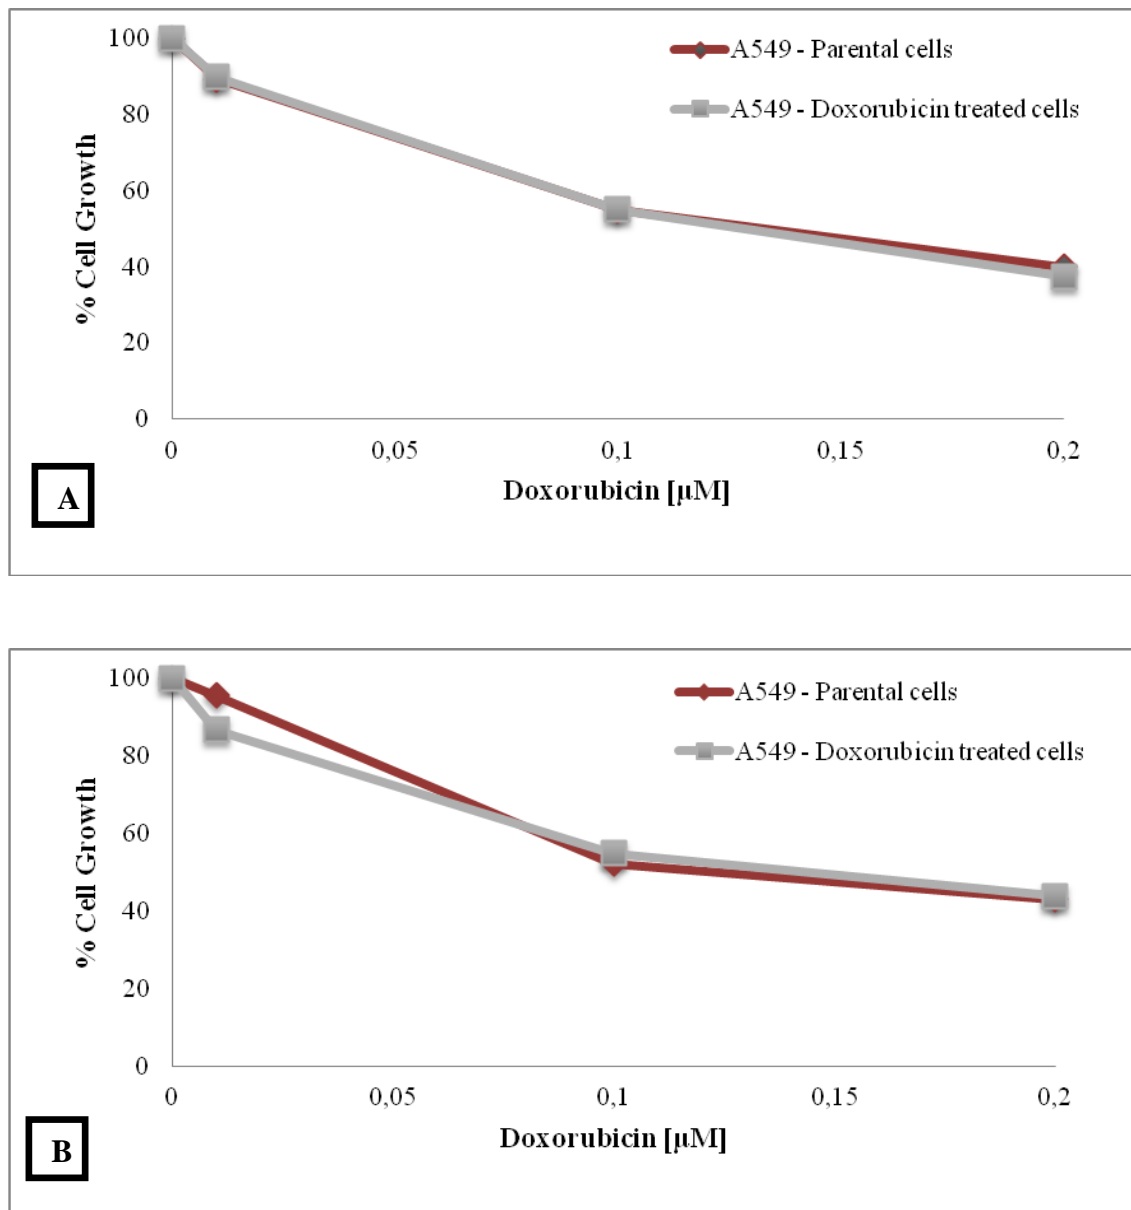 100
80
60
40
20
0
% Cell Growth
A549 - Parental cells
A549 - Doxorubicin treated cells
0 0,05 0,1 0,15 0,2
Doxorubicin [µM]
A
100
80
60
40
20
0
% Cell Growth
A549 - Parental cells
A549 - Doxorubicin treated cells
0 0,05 0,1 0,15 0,2
Doxorubicin [µM]
B